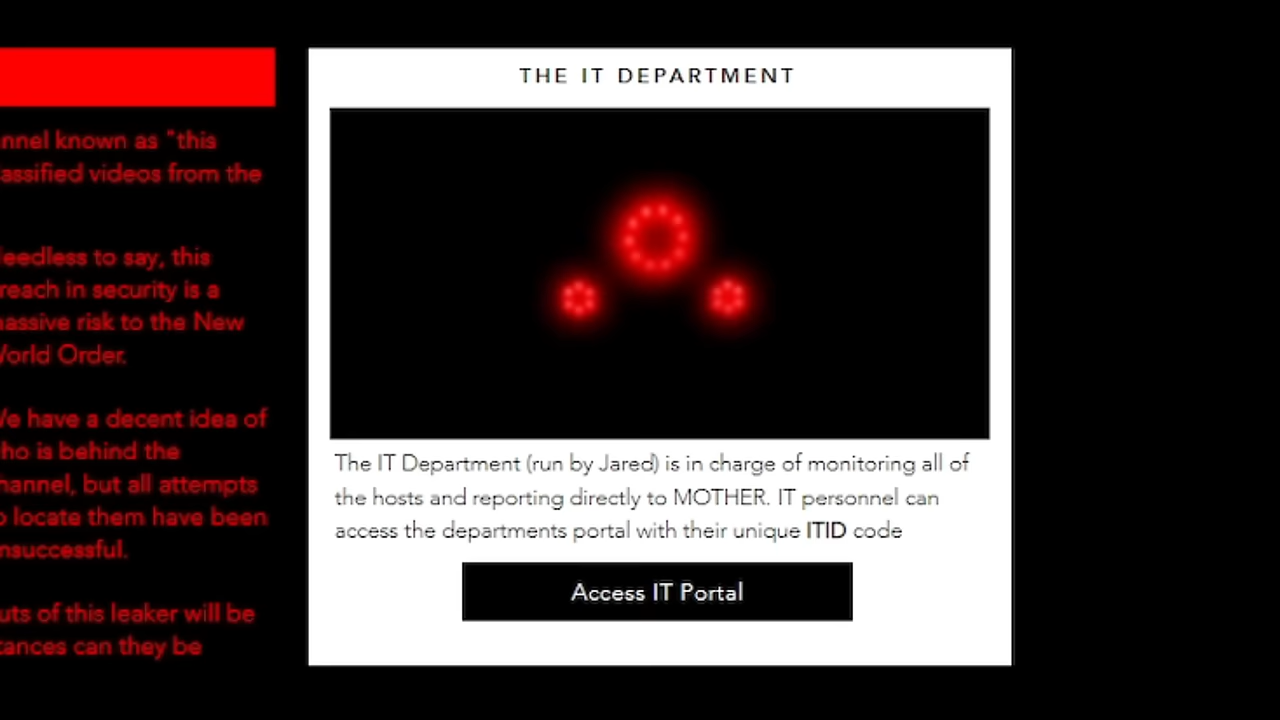 nnel known as "this
assified videos from the
eedless to say, this
reach in security is a
assive risk to the New
World Order.
We have a decent idea of
ho is behind the
hannel, but all attempts
o locate them have been
nsuccessful.
uts of this leaker will be
tances can they be
THE IT DEPARTMENT
The IT Department (run by Jared) is in charge of monitoring all of
the hosts and reporting directly to MOTHER. IT personnel can
access the departments portal with their unique ITID code
Access IT Portal